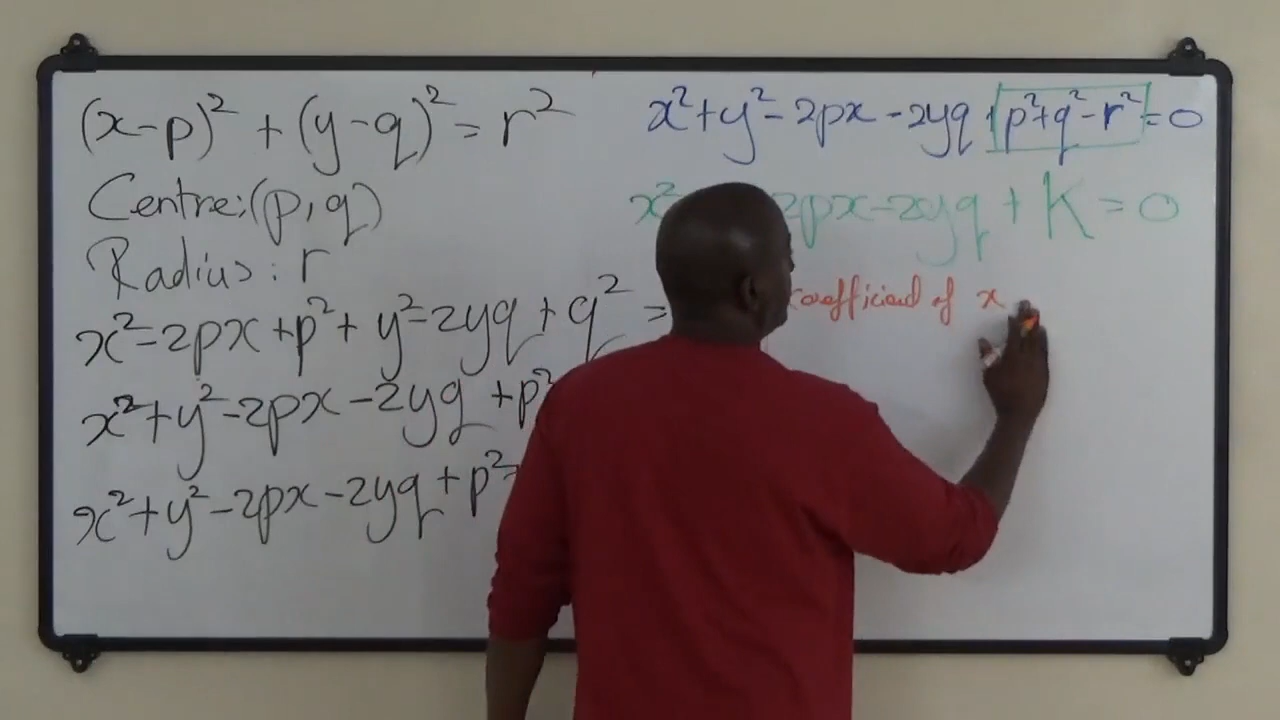 (x-p)² + (y-q)² = r²
Centre:(p,q)
Radius: r
x²-2px+p²+y²-2yq+q² =
x²+y²-2px-2yq+p²
x²+y²-2px-2yq+p²+
x²+y²-2px-2yq+p²+q²-r²=0
x² 2px-2yq+K=0
coefficient of x